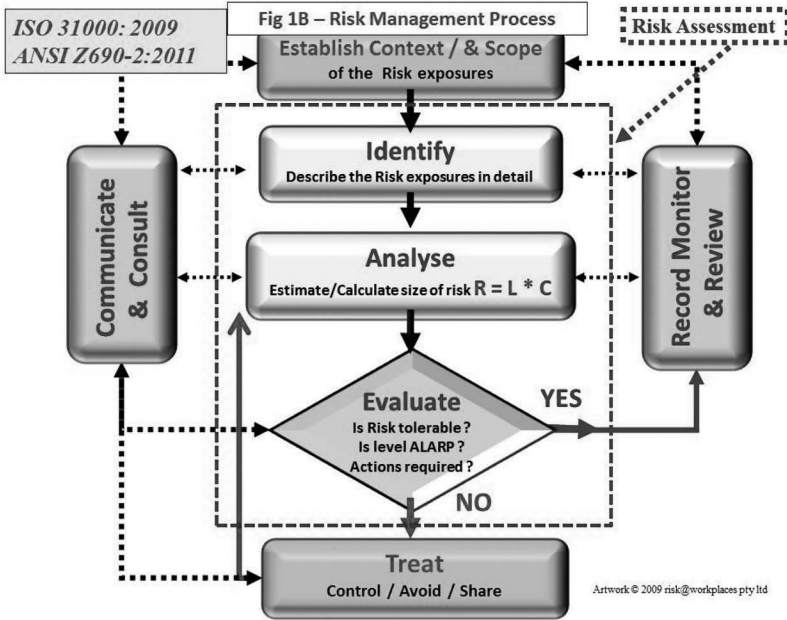 ISO 31000: 2009
ANSI Z690-2:2011
Fig 1B – Risk Management Process
Risk Assessment
Establish Context / & Scope
of the Risk exposures
Identify
Describe the Risk exposures in detail
Communicate
& Consult
Record Monitor
& Review
Analyse
Estimate/Calculate size of risk R = L * C
Evaluate
Is Risk tolerable ?
Is level ALARP ?
Actions required ?
YES
NO
Treat
Control / Avoid / Share
Artwork © 2009 risk@workplaces pty ltd